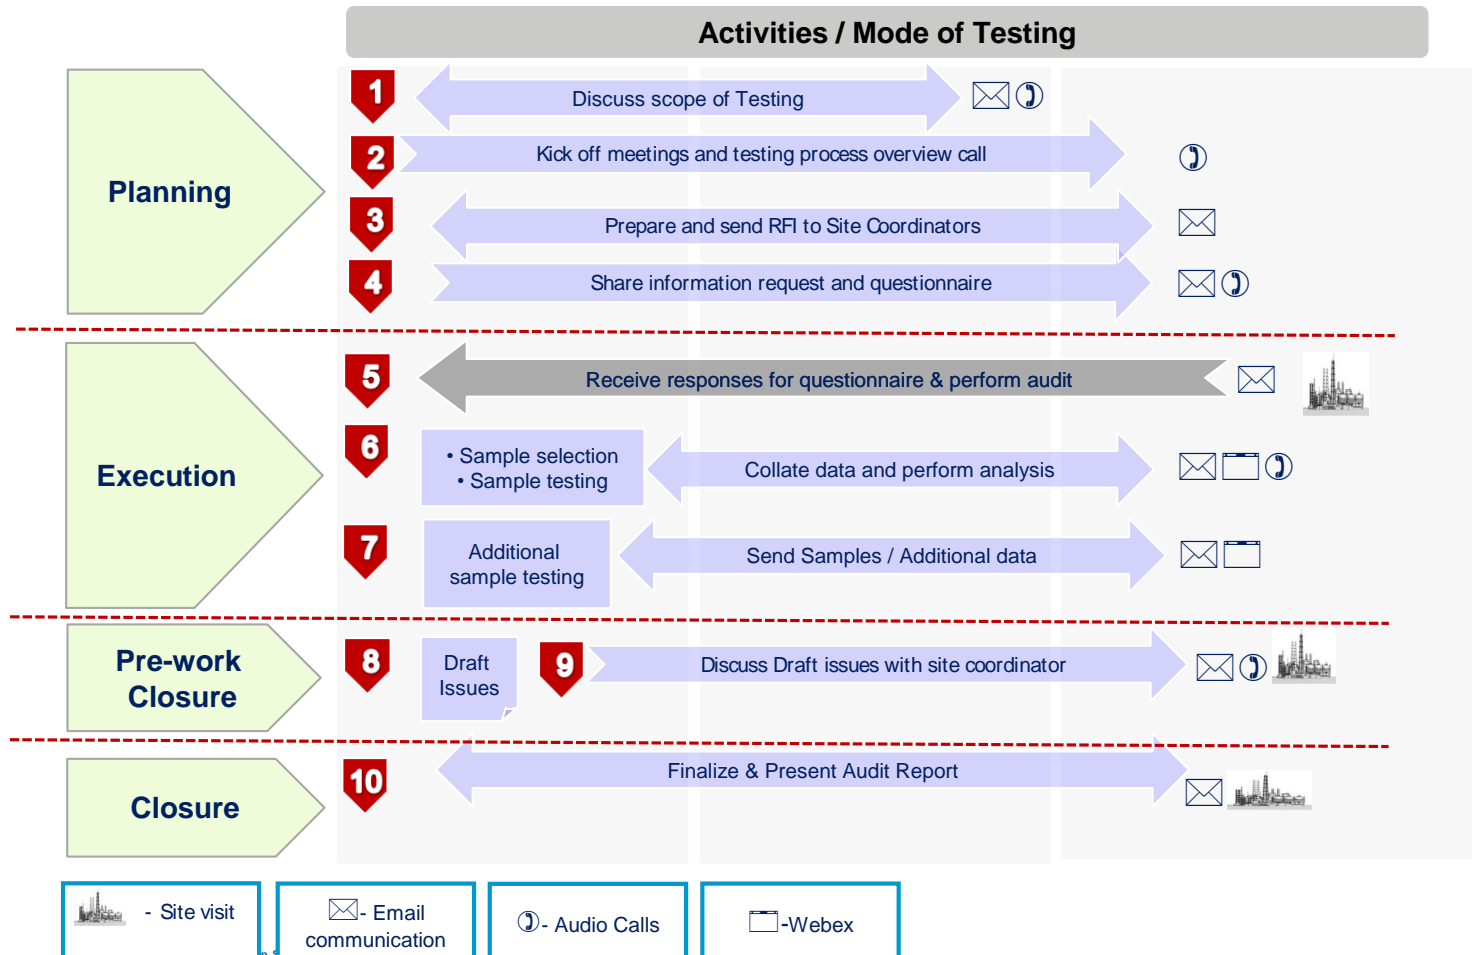 Activities / Mode of Testing
Planning
1
Discuss scope of Testing
2
Kick off meetings and testing process overview call
3
Prepare and send RFI to Site Coordinators
4
Share information request and questionnaire
Execution
5
Receive responses for questionnaire & perform audit
6
• Sample selection
• Sample testing
Collate data and perform analysis
7
Additional
sample testing
Send Samples / Additional data
Pre-work
Closure
8
Draft
Issues
9
Discuss Draft issues with site coordinator
Closure
10
Finalize & Present Audit Report
- Site visit
- Email
communication
- Audio Calls
-Webex